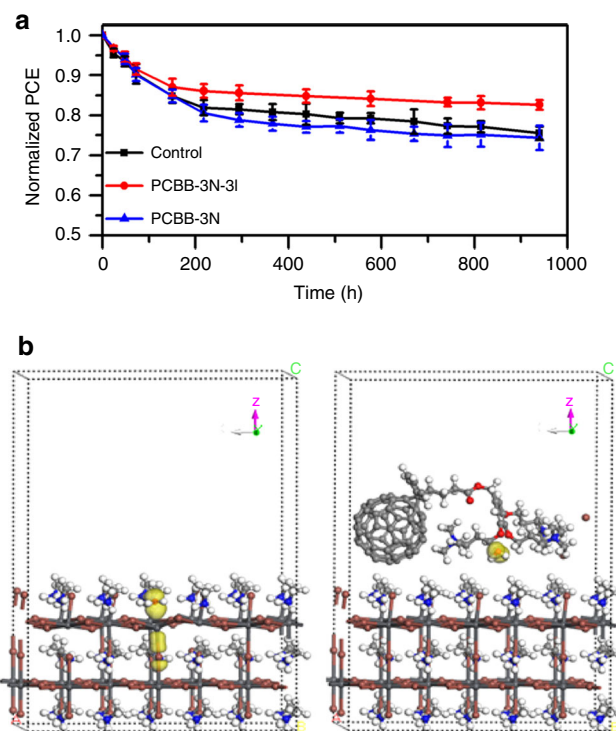 a
Normalized PCE
1.0
0.9
0.8
0.7
0.6
0.5
Control
PCBB-3N-3I
PCBB-3N
0 200 400 600 800 1000
Time (h)
b
C
z
C
z
B